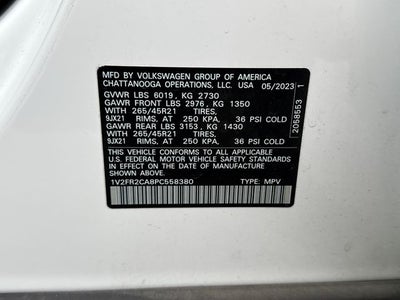 MFD. BY VOLKSWAGEN GROUP OF AMERICA
CHATTANOOGA OPERATIONS, LLC. USA 05/2023
GVWR LBS 6019, KG 2730
GAWR FRONT LBS 2976, KG 1350
WITH 265/45R21 TIRES,
9JX21 RIMS, AT 250 KPA, 36 PSI COLD
GAWR REAR LBS 3153, KG 1430
WITH 265/45R21 TIRES,
9JX21 RIMS, AT 250 KPA, 36 PSI COLD
THIS VEHICLE CONFORMS TO ALL APPLICABLE
U.S. FEDERAL MOTOR VEHICLE SAFETY STANDARDS
IN EFFECT ON THE DATE OF MANUFACTURE
SHOWN ABOVE.
1V2FR2CA8PC558380 TYPE: MPV
2058553 1